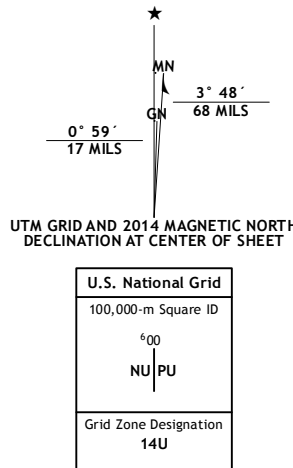 ★
MN
GN
3° 48´
68 MILS
0° 59´
17 MILS
UTM GRID AND 2014 MAGNETIC NORTH
DECLINATION AT CENTER OF SHEET
U.S. National Grid
100,000-m Square ID
⁶00
NU PU
Grid Zone Designation
14U